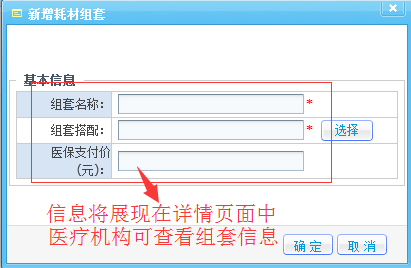 新增耗材组套
基本信息
组套名称： *
组套搭配： * 选择
医保支付价
(元)：
信息将展现在详情页面中
医疗机构可查看组套信息
确 定 取 消